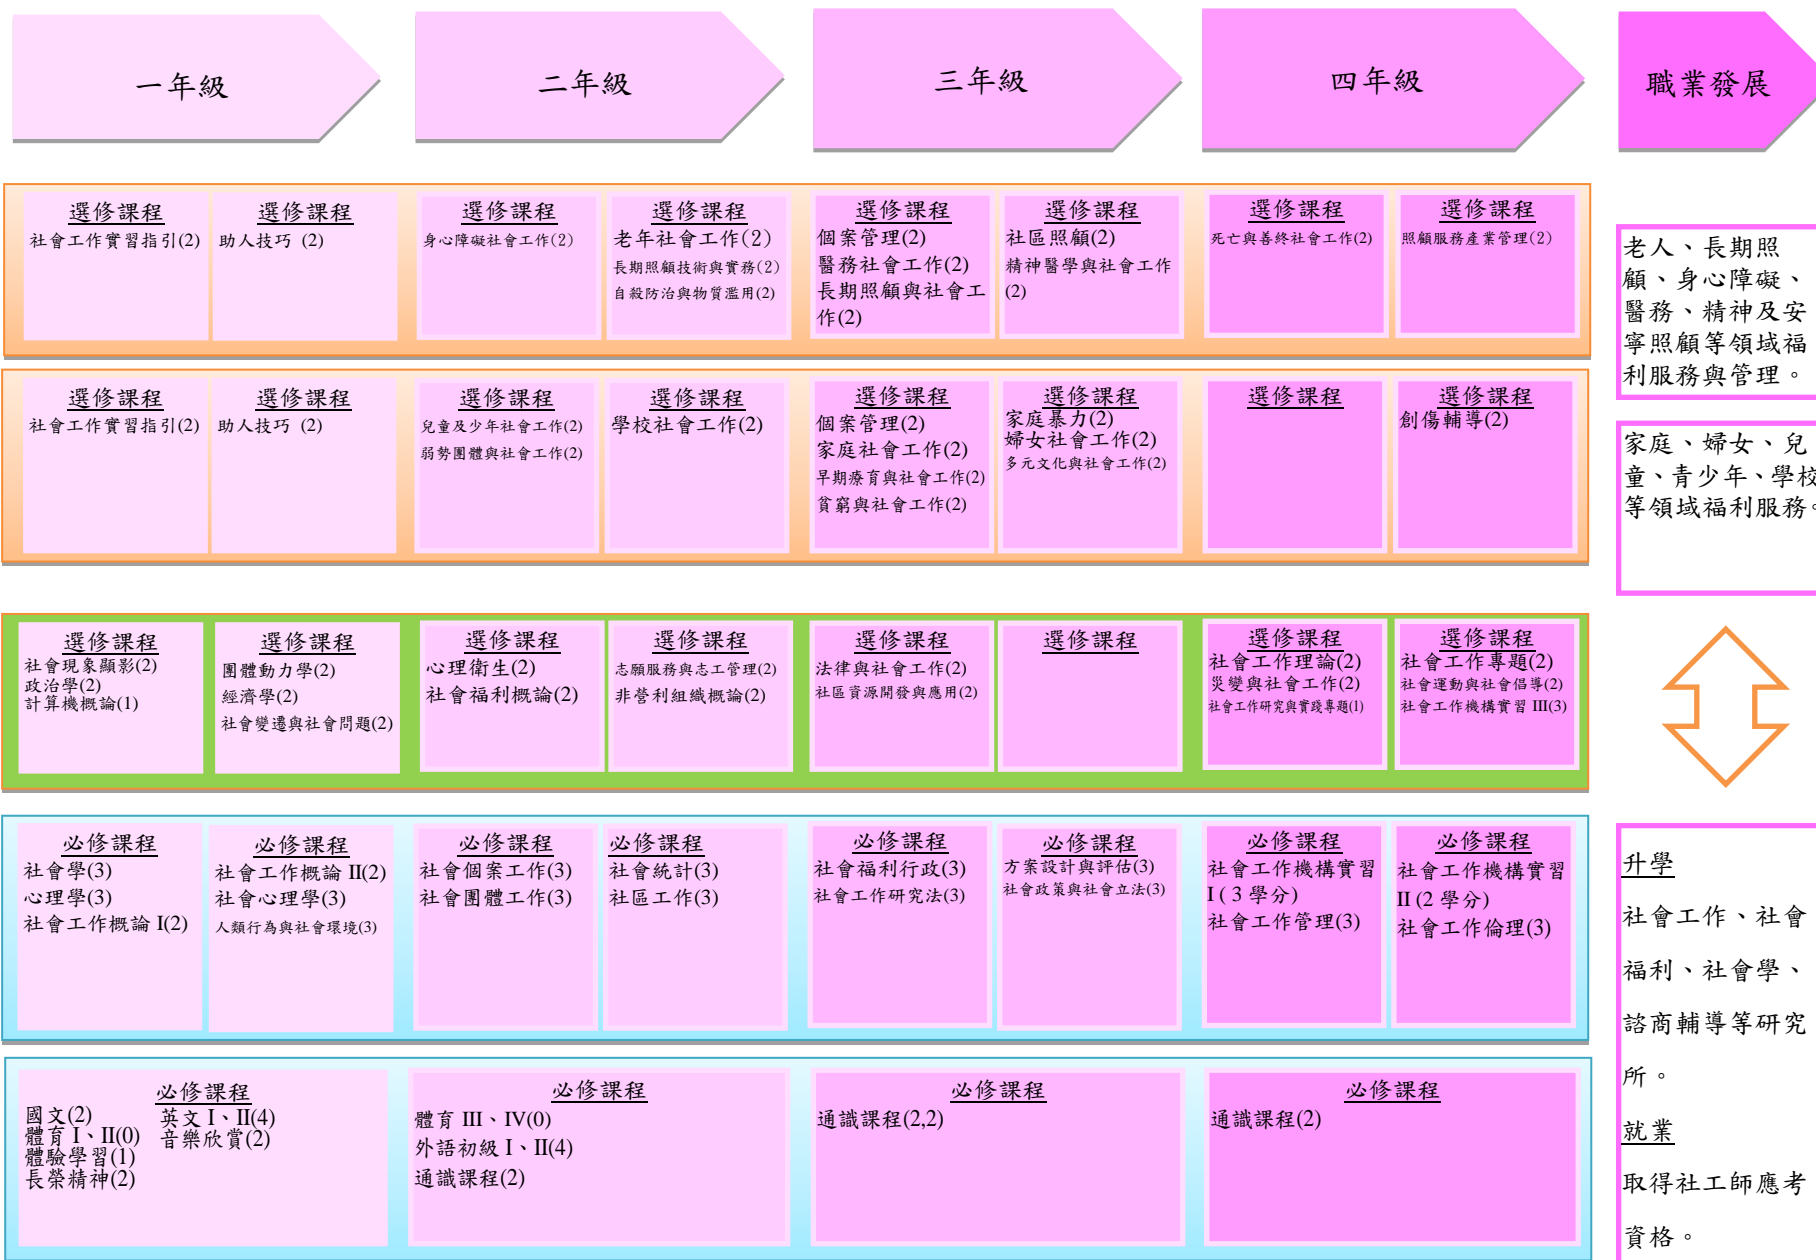 一年級
二年級
三年級
四年級
職業發展
選修課程
社會工作實習指引(2)
選修課程
助人技巧 (2)
選修課程
身心障礙社會工作(2)
選修課程
老年社會工作(2)
長期照顧技術與實務(2)
自殺防治與物質濫用(2)
選修課程
個案管理(2)
醫務社會工作(2)
長期照顧與社會工
作(2)
選修課程
社區照顧(2)
精神醫學與社會工作
(2)
選修課程
死亡與善終社會工作(2)
選修課程
照顧服務產業管理(2)
老人、長期照
顧、身心障礙、
醫務、精神及安
寧照顧等領域福
利服務與管理。
選修課程
社會工作實習指引(2)
選修課程
助人技巧 (2)
選修課程
兒童及少年社會工作(2)
弱勢團體與社會工作(2)
選修課程
學校社會工作(2)
選修課程
個案管理(2)
家庭社會工作(2)
早期療育與社會工作(2)
貧窮與社會工作(2)
選修課程
家庭暴力(2)
婦女社會工作(2)
多元文化與社會工作(2)
選修課程
選修課程
創傷輔導(2)
家庭、婦女、兒
童、青少年、學校
等領域福利服務。
選修課程
社會現象顯影(2)
政治學(2)
計算機概論(1)
選修課程
團體動力學(2)
經濟學(2)
社會變遷與社會問題(2)
選修課程
心理衛生(2)
社會福利概論(2)
選修課程
志願服務與志工管理(2)
非營利組織概論(2)
選修課程
法律與社會工作(2)
社區資源開發與應用(2)
選修課程
選修課程
社會工作理論(2)
災變與社會工作(2)
社會工作研究與實踐專題(1)
選修課程
社會工作專題(2)
社會運動與社會倡導(2)
社會工作機構實習 III(3)
必修課程
社會學(3)
心理學(3)
社會工作概論 I(2)
必修課程
社會工作概論 II(2)
社會心理學(3)
人類行為與社會環境(3)
必修課程
社會個案工作(3)
社會團體工作(3)
必修課程
社會統計(3)
社區工作(3)
必修課程
社會福利行政(3)
社會工作研究法(3)
必修課程
方案設計與評估(3)
社會政策與社會立法(3)
必修課程
社會工作機構實習
I ( 3 學分)
社會工作管理(3)
必修課程
社會工作機構實習
II (2 學分)
社會工作倫理(3)
必修課程
國文(2)
體育 I、II(0)
體驗學習(1)
長榮精神(2)
英文 I、II(4)
音樂欣賞(2)
必修課程
體育 III、IV(0)
外語初級 I、II(4)
通識課程(2)
必修課程
通識課程(2,2)
必修課程
通識課程(2)
升學
社會工作、社會
福利、社會學、
諮商輔導等研究
所。
就業
取得社工師應考
資格。